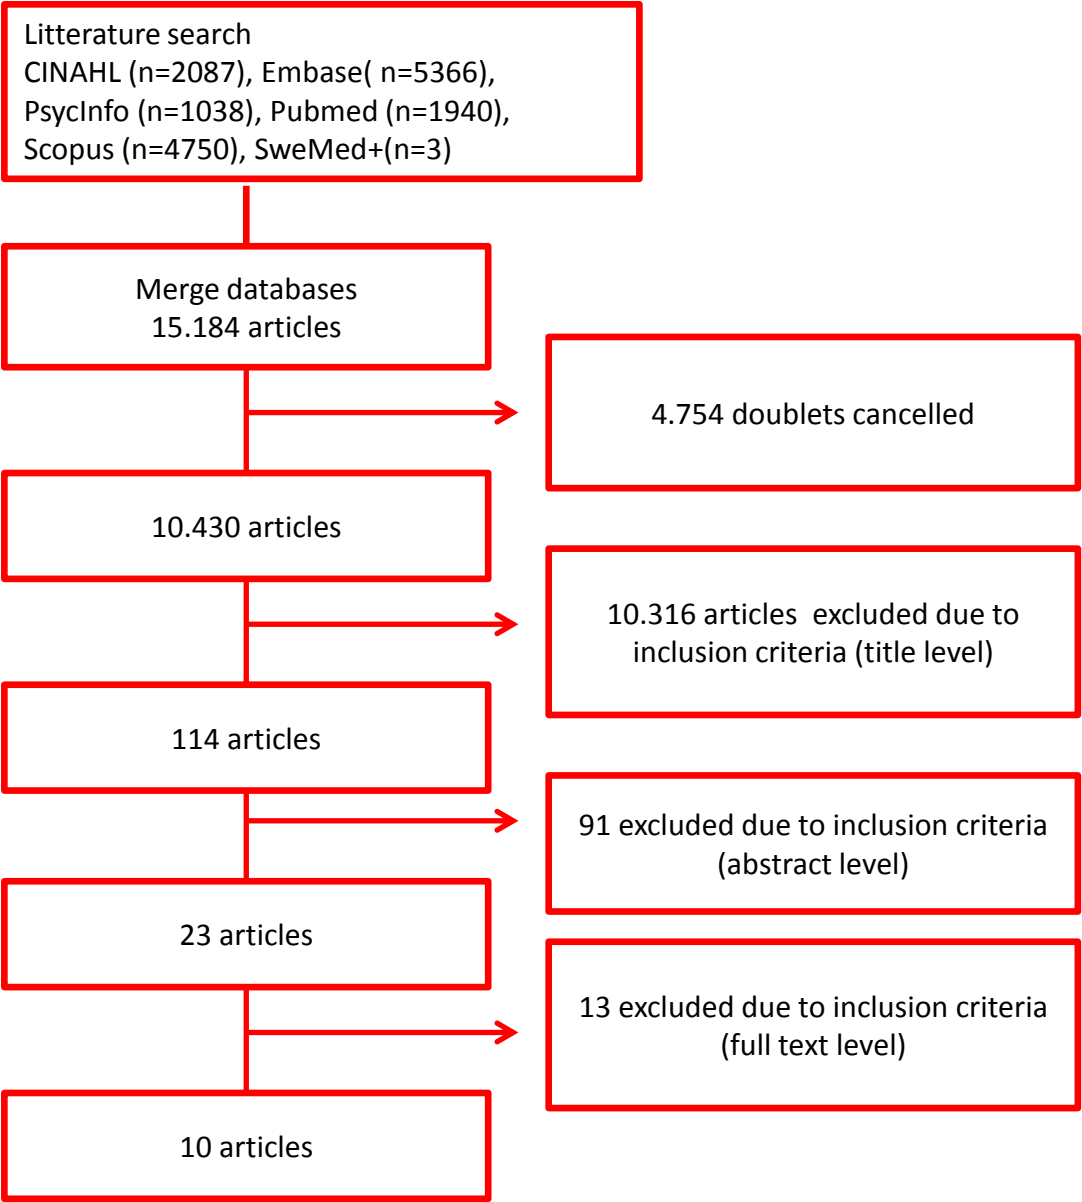 Litterature search
CINAHL (n=2087), Embase( n=5366),
PsycInfo (n=1038), Pubmed (n=1940),
Scopus (n=4750), SweMed+(n=3)
Merge databases
15.184 articles
4.754 doublets cancelled
10.430 articles
10.316 articles  excluded due to
inclusion criteria (title level)
114 articles
91 excluded due to inclusion criteria
(abstract level)
23 articles
13 excluded due to inclusion criteria
(full text level)
10 articles